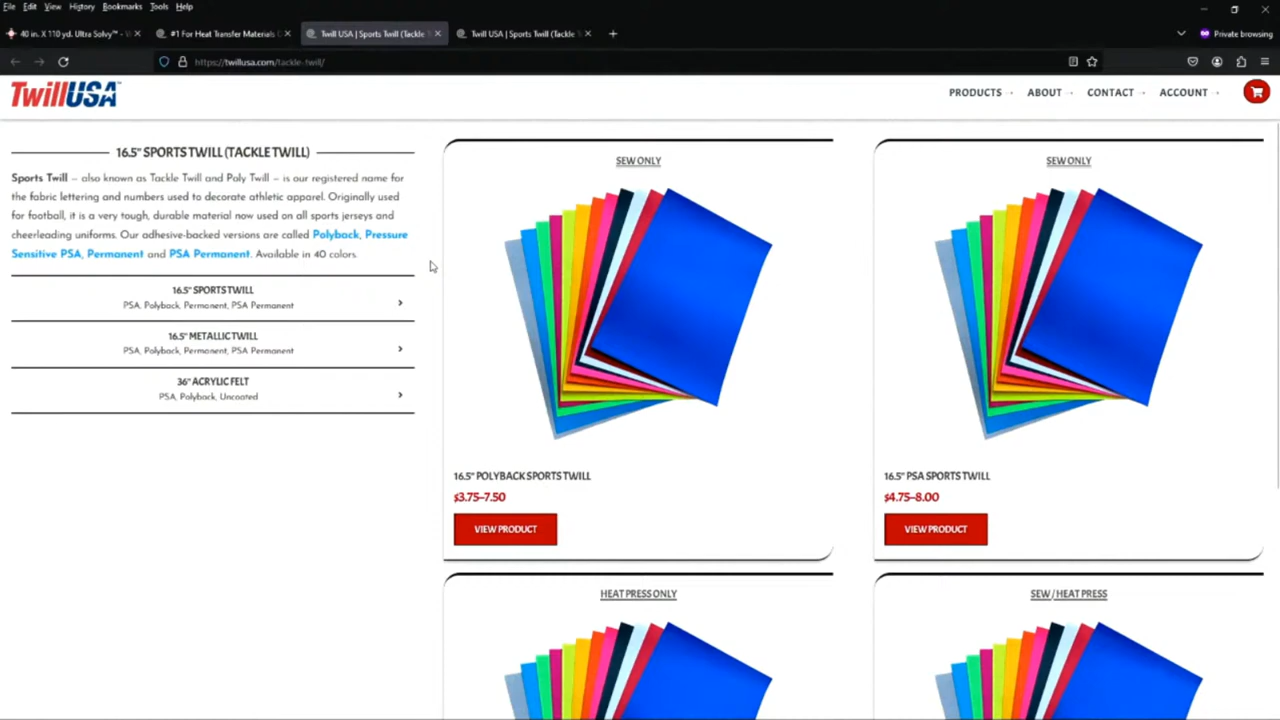 File Edit View History Bookmarks Tools Help
40 in. X 110 yd. Ultra Solvy™ -
#1 For Heat Transfer Materials
Twill USA | Sports Twill (Tackle
Twill USA | Sports Twill (Tackle
Private browsing
https://twillusa.com/tackle-twill/
TwillUSA™
PRODUCTS ABOUT CONTACT ACCOUNT
16.5" SPORTS TWILL (TACKLE TWILL)
Sports Twill – also known as Tackle Twill and Poly Twill – is our registered name for
the fabric lettering and numbers used to decorate athletic apparel. Originally used
for football, it is a very tough, durable material now used on all sports jerseys and
cheerleading uniforms. Our adhesive-backed versions are called Polyback, Pressure
Sensitive PSA, Permanent and PSA Permanent. Available in 40 colors.
16.5" SPORTS TWILL
PSA, Polyback, Permanent, PSA Permanent
16.5" METALLIC TWILL
PSA, Polyback, Permanent, PSA Permanent
36" ACRYLIC FELT
PSA, Polyback, Uncoated
SEW ONLY
16.5" POLYBACK SPORTS TWILL
$3.75–7.50
VIEW PRODUCT
SEW ONLY
16.5" PSA SPORTS TWILL
$4.75–8.00
VIEW PRODUCT
HEAT PRESS ONLY
SEW / HEAT PRESS